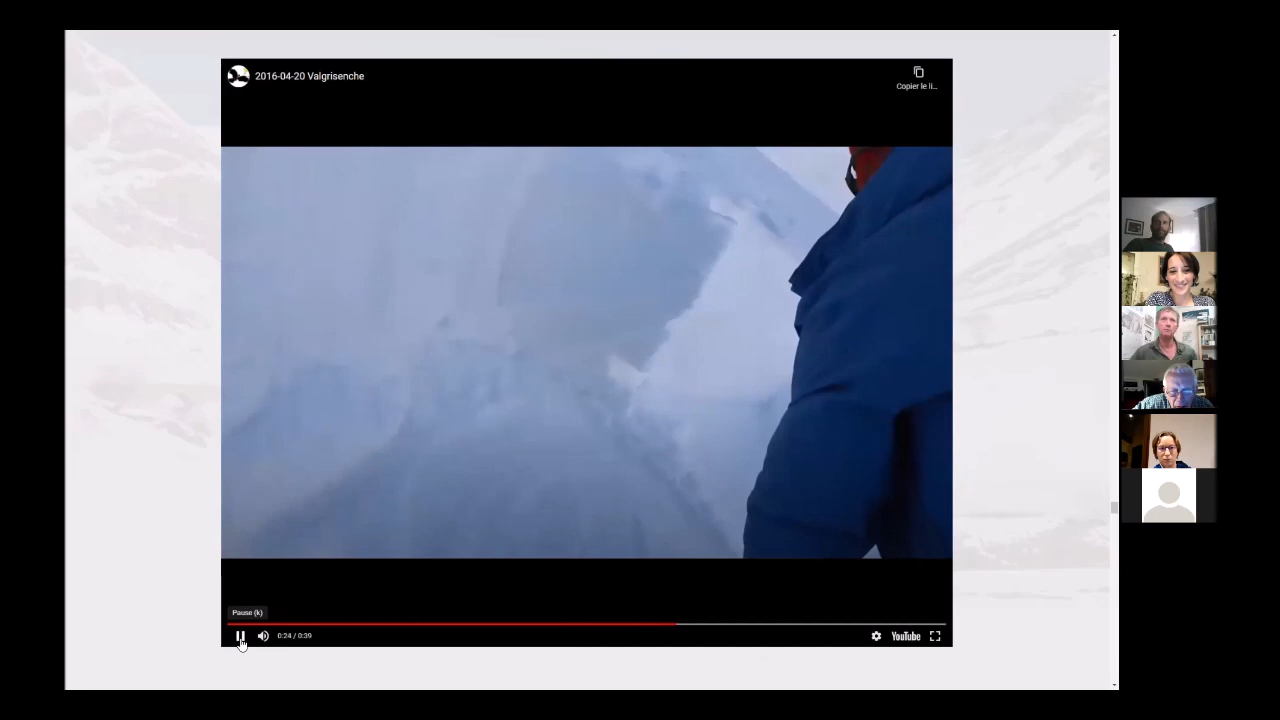 2016-04-20 Valgrisenche
Copier le li...
Pause (k)
0:24 / 0:39
YouTube